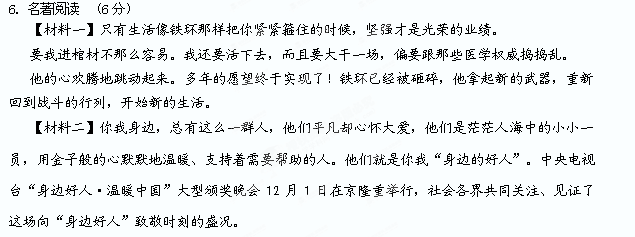 6. 名著阅读 （6分）
【材料一】只有生活像铁环那样把你紧紧箍住的时候，坚强才是光荣的业绩。
要我进棺材不那么容易。我还要活下去，而且要大干一场，偏要跟那些医学权威捣捣乱。
他的心欢腾地跳动起来。多年的愿望终于实现了！铁环已经被砸碎，他拿起新的武器，重新
回到战斗的行列，开始新的生活。
【材料二】你我身边，总有这么一群人，他们平凡却心怀大爱，他们是茫茫人海中的小小一
员，用金子般的心默默地温暖、支持着需要帮助的人。他们就是你我“身边的好人”。中央电视
台“身边好人·温暖中国”大型颁奖晚会12月1日在京隆重举行，社会各界共同关注、见证了
这场向“身边好人”致敬时刻的盛况。